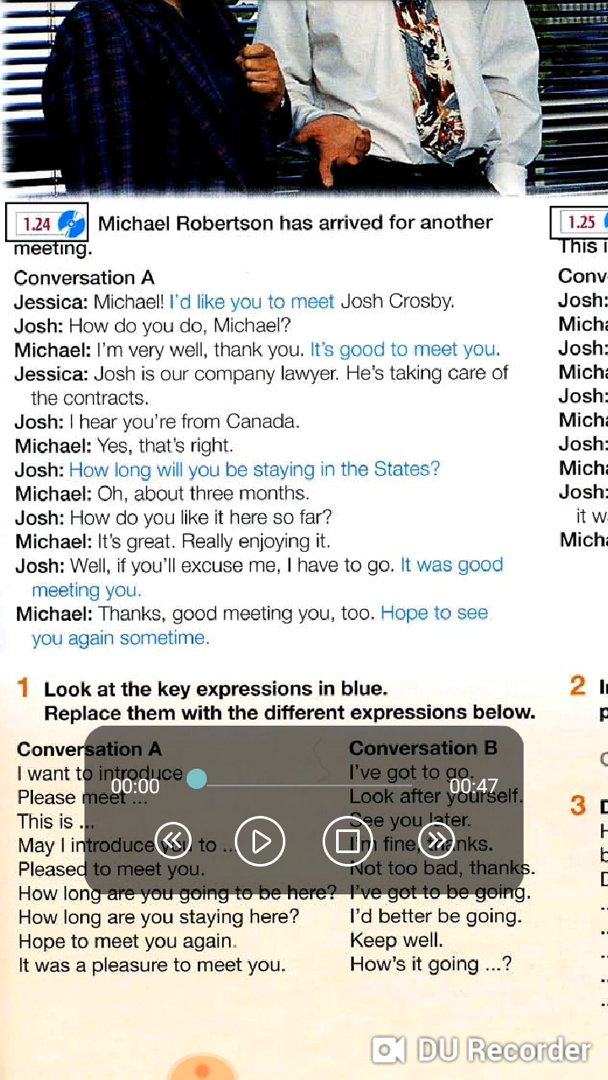 1.24 Michael Robertson has arrived for another
meeting.
Conversation A
Jessica: Michael! I'd like you to meet Josh Crosby.
Josh: How do you do, Michael?
Michael: I'm very well, thank you. It's good to meet you.
Jessica: Josh is our company lawyer. He's taking care of
the contracts.
Josh: I hear you're from Canada.
Michael: Yes, that's right.
Josh: How long will you be staying in the States?
Michael: Oh, about three months.
Josh: How do you like it here so far?
Michael: It's great. Really enjoying it.
Josh: Well, if you'll excuse me, I have to go. It was good
meeting you.
Michael: Thanks, good meeting you, too. Hope to see
you again sometime.
1 Look at the key expressions in blue.
Replace them with the different expressions below.
Conversation A
I want to introduce
Please meet ...
This is ...
May I introduce you to ...
Pleased to meet you.
How long are you going to be here?
How long are you staying here?
Hope to meet you again.
It was a pleasure to meet you.
Conversation B
I've got to go.
Look after yourself.
See you later.
I'm fine, thanks.
Not too bad, thanks.
I've got to be going.
I'd better be going.
Keep well.
How's it going ...?
00:00
00:47
1.25
This i
Conv
Josh:
Micha
Josh:
Micha
Josh:
Micha
Josh:
Micha
Josh:
it w
Micha
2
3
DU Recorder